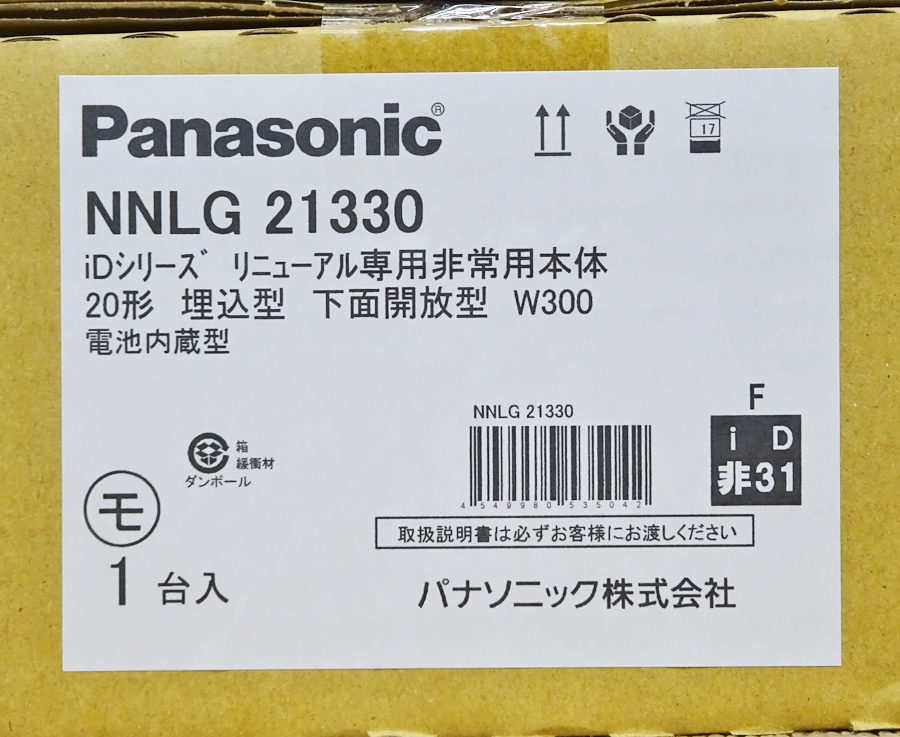 Panasonic®
17
NNLG 21330
iDシリーズ リニューアル専用非常用本体
20形 埋込型 下面開放型 W300
電池内蔵型
F
NNLG 21330
iD
非31
箱
緩衝材
ダンボール
4549980535042
モ
取扱説明書は必ずお客様にお渡しください
1台入
パナソニック株式会社